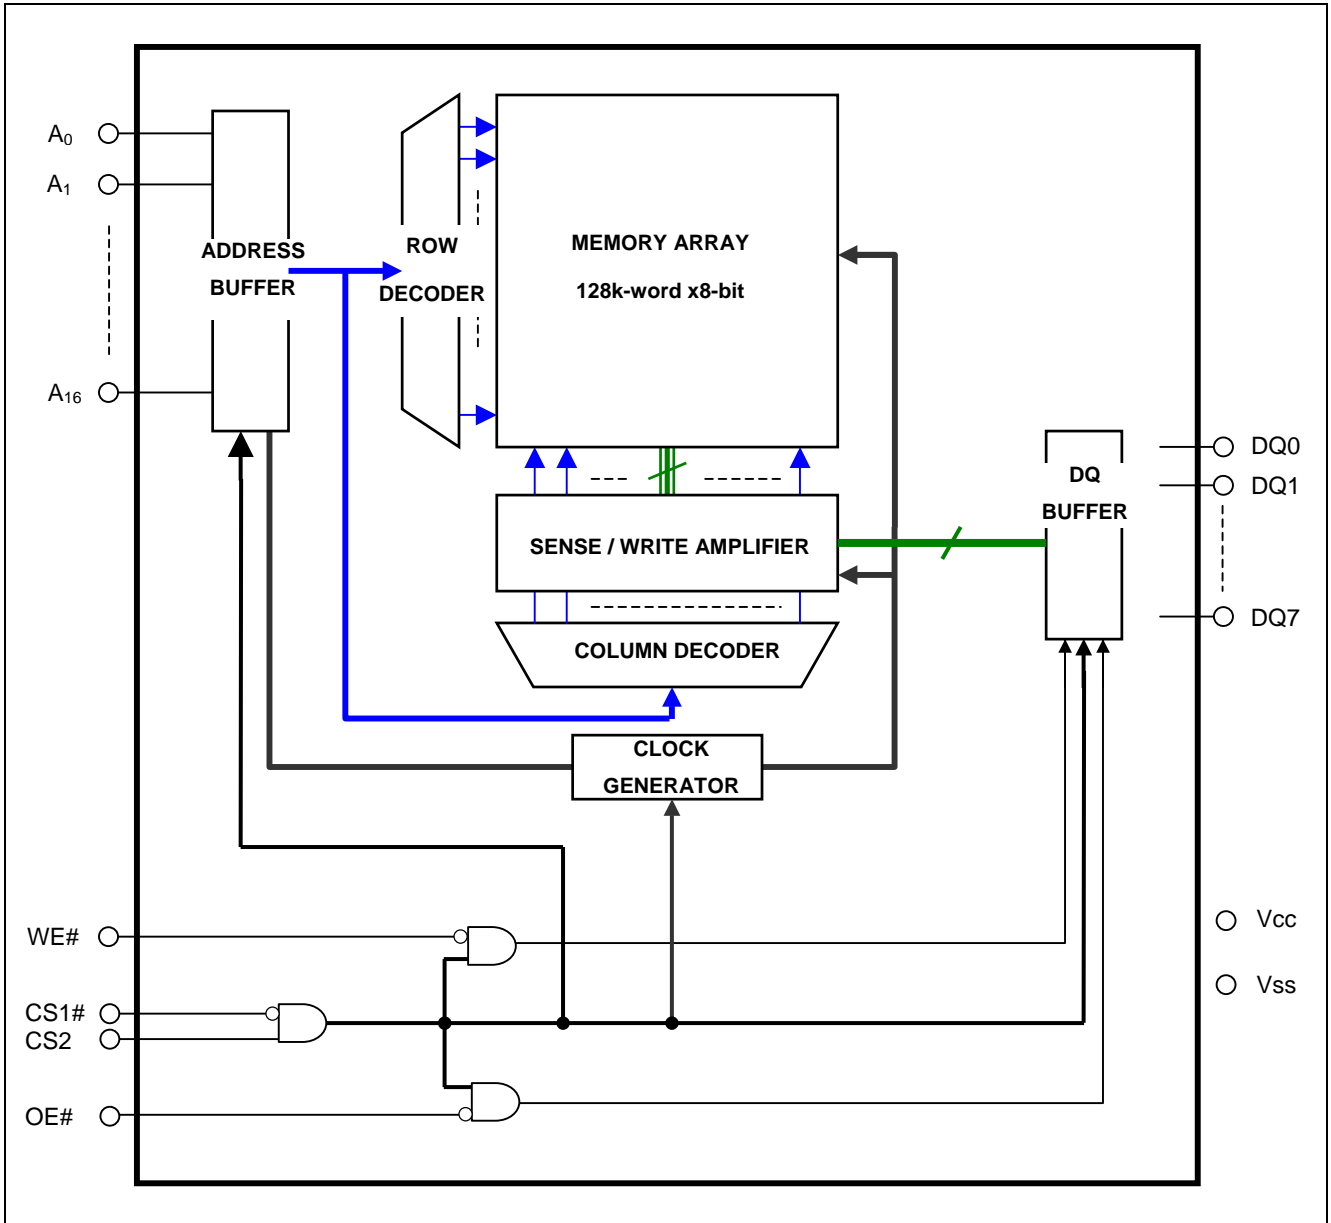 A0
A1
A16
ADDRESS
BUFFER
ROW
DECODER
MEMORY ARRAY
128k-word x8-bit
SENSE / WRITE AMPLIFIER
COLUMN DECODER
CLOCK
GENERATOR
DQ
BUFFER
DQ0
DQ1
DQ7
WE#
CS1#
CS2
OE#
Vcc
Vss